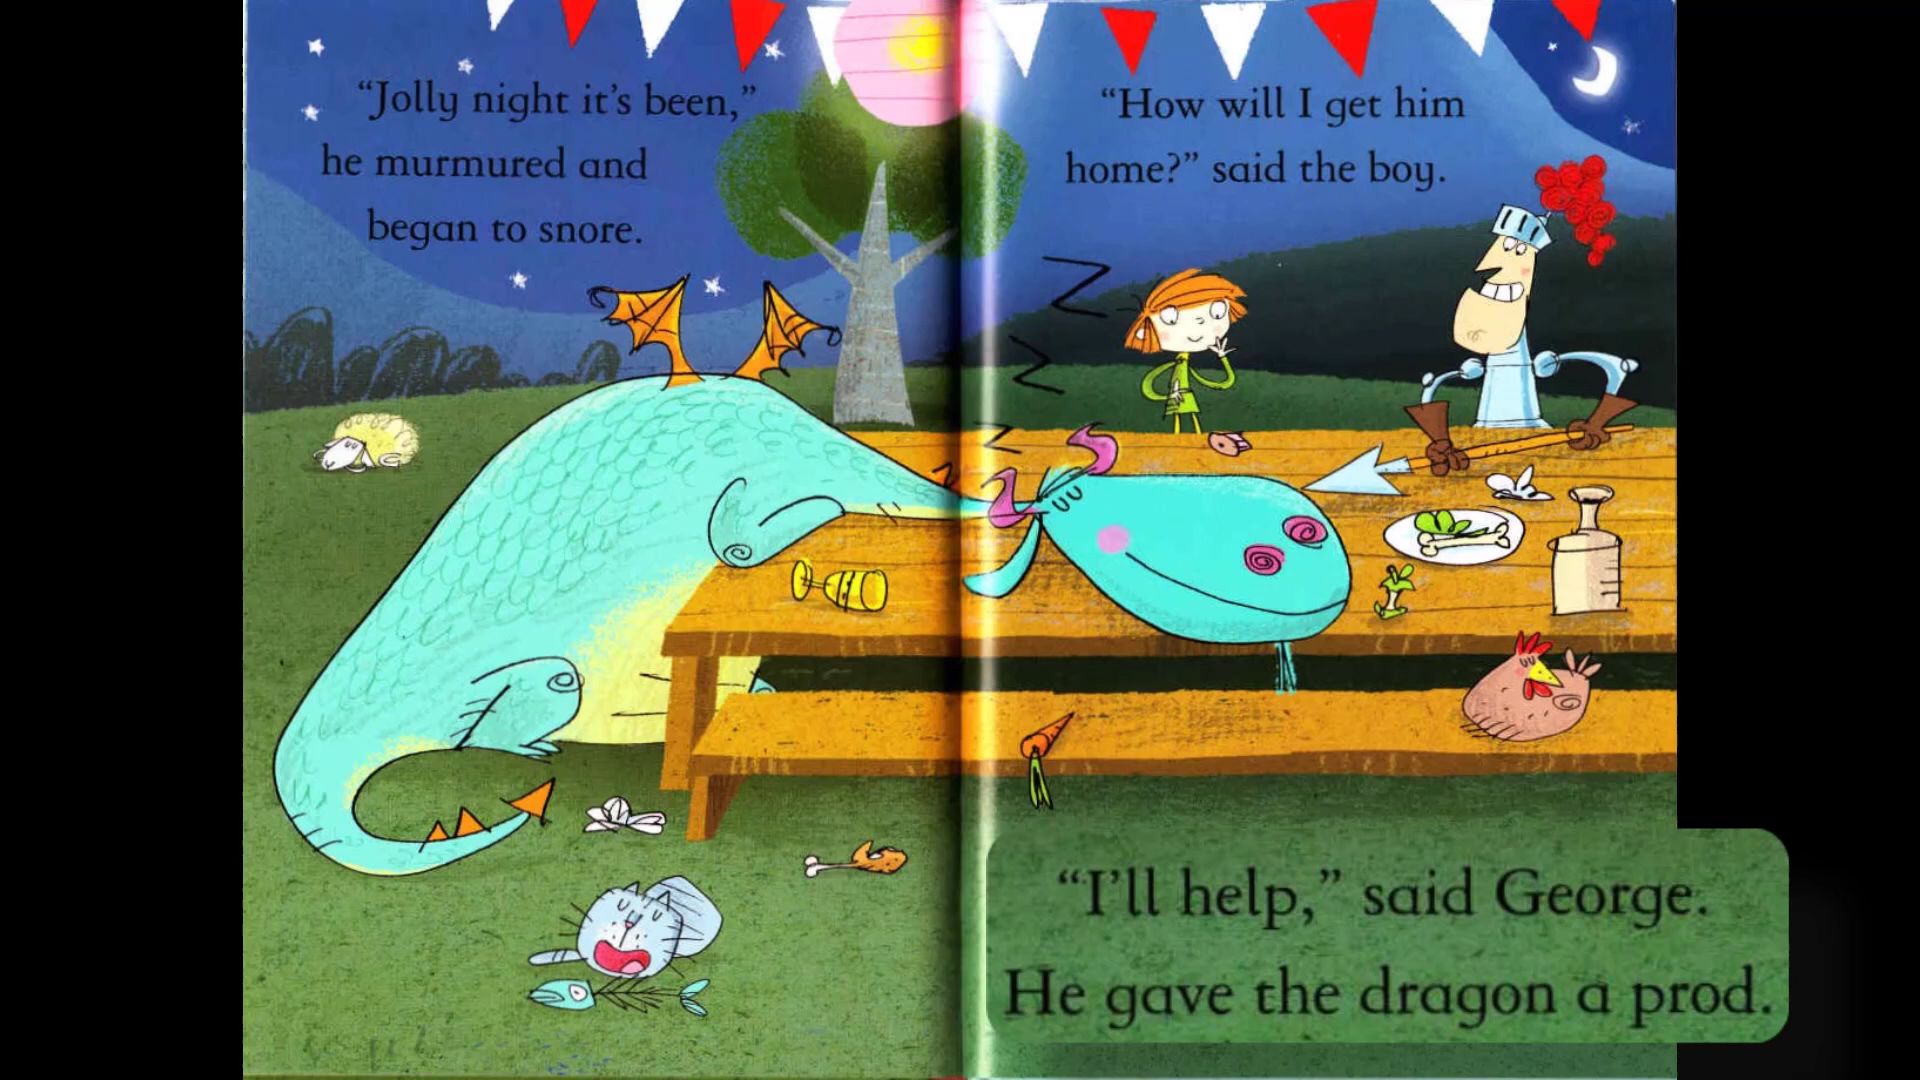 “Jolly night it’s been,”
he murmured and
began to snore.
“How will I get him
home?” said the boy.
“I’ll help,” said George.
He gave the dragon a prod.